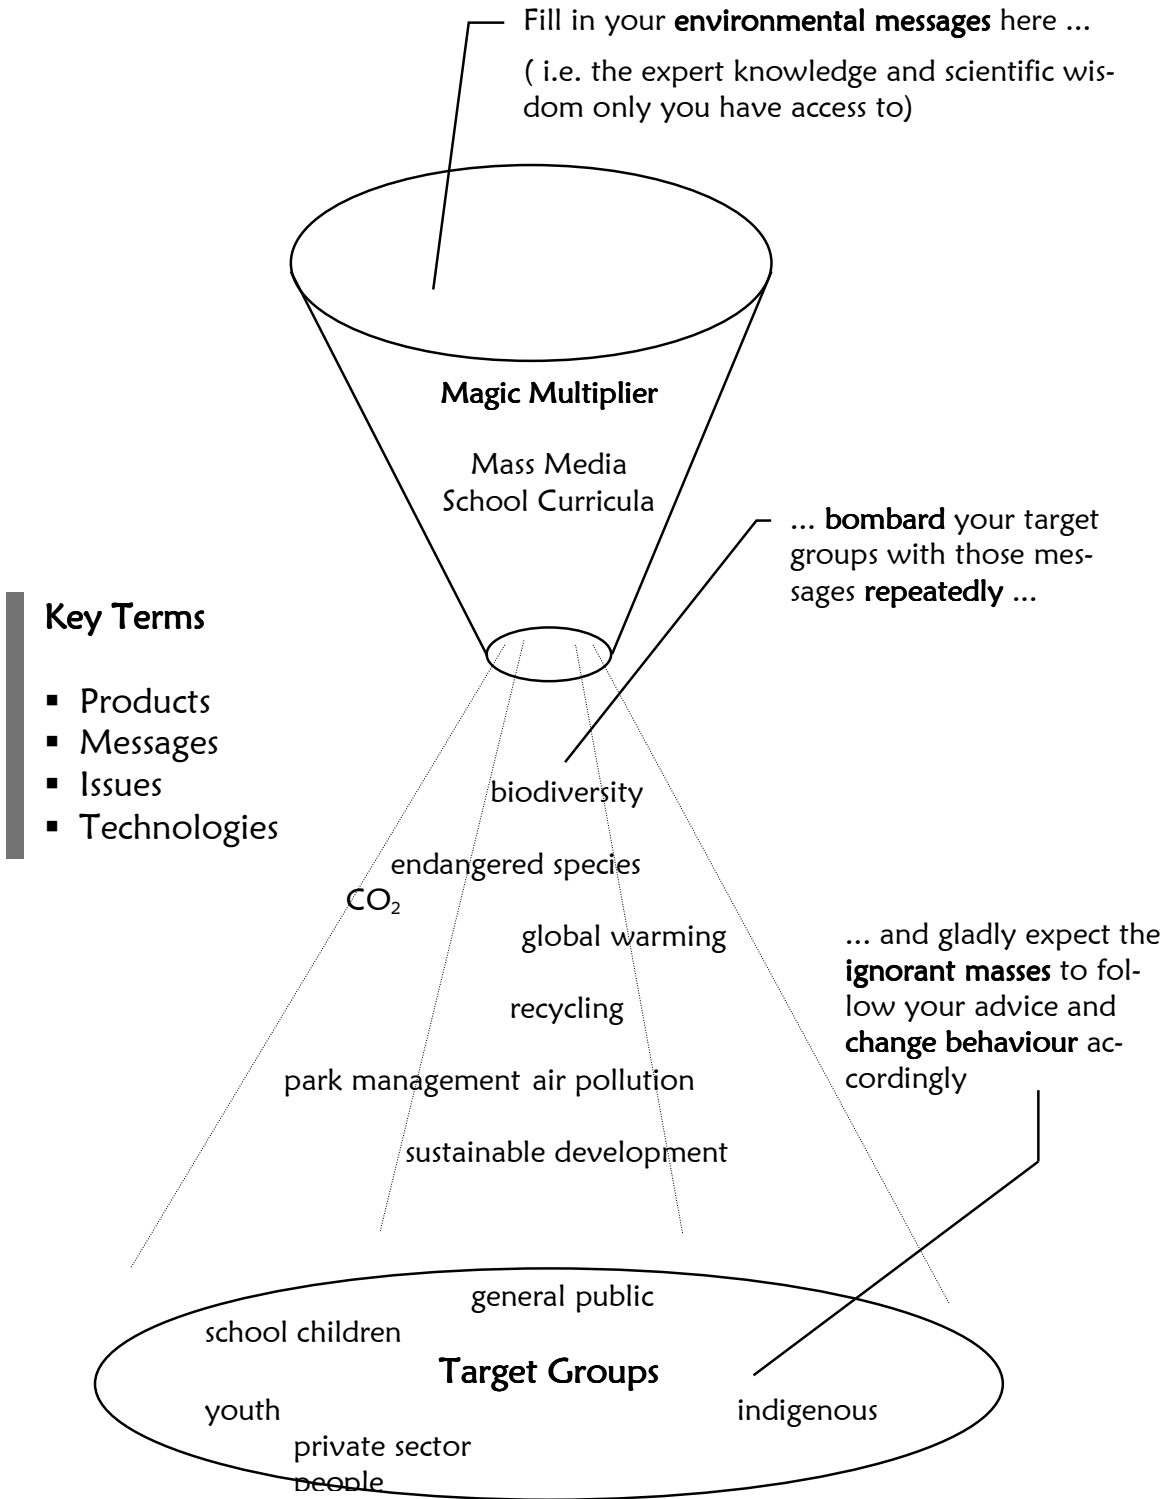 Fill in your environmental messages here ...
( i.e. the expert knowledge and scientific wis-
dom only you have access to)
Magic Multiplier
Mass Media
School Curricula
... bombard your target
groups with those mes-
sages repeatedly ...
Key Terms
▪ Products
▪ Messages
▪ Issues
▪ Technologies
biodiversity
endangered species
CO₂
global warming
recycling
park management air pollution
sustainable development
... and gladly expect the
ignorant masses to fol-
low your advice and
change behaviour ac-
cordingly
general public
school children
Target Groups
youth
indigenous
private sector
people